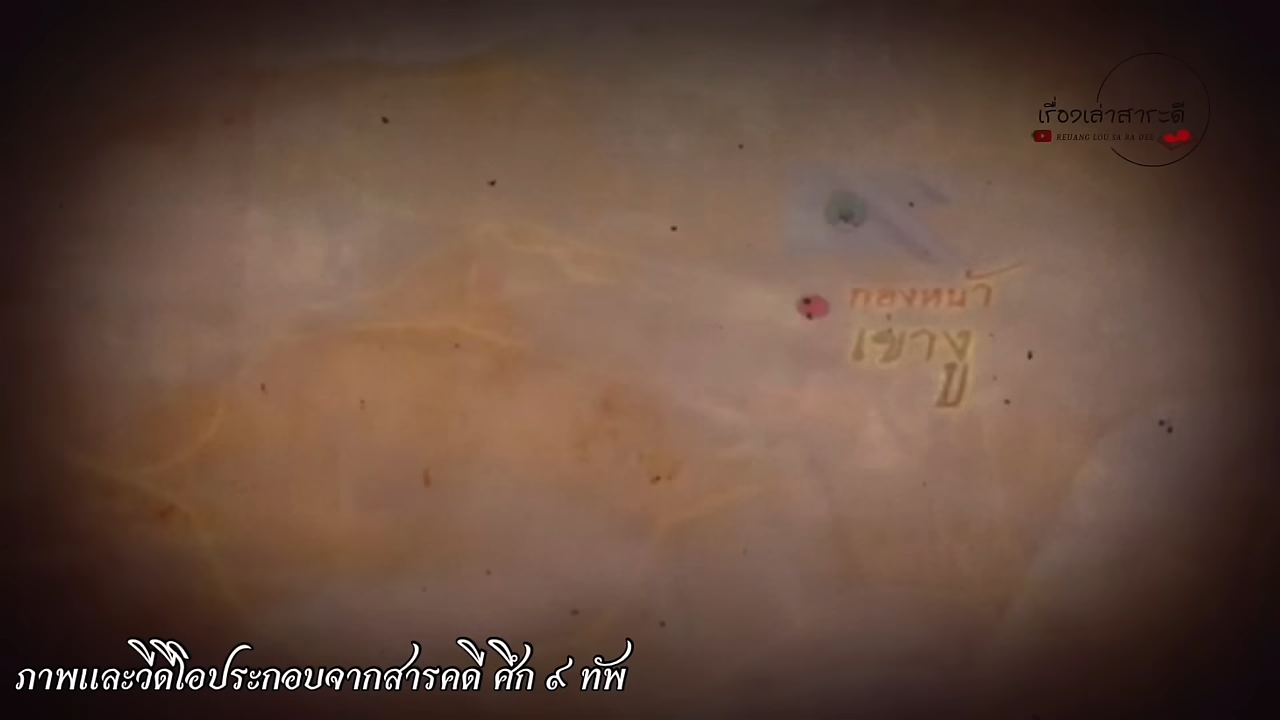 เรื่องเล่าสาระดี
REUANG LOU SA RA DEE
กองหน้า
เข่างู
ภาพและวีดีโอประกอบจากสารคดี ศึก ๙ ทัพ